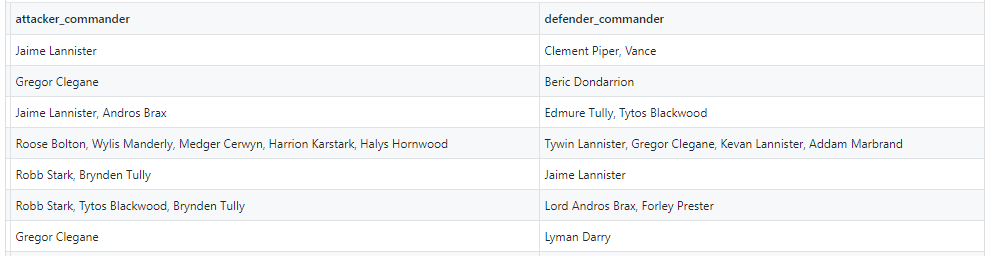 attacker_commander defender_commander
Jaime Lannister Clement Piper, Vance
Gregor Clegane Beric Dondarrion
Jaime Lannister, Andros Brax Edmure Tully, Tytos Blackwood
Roose Bolton, Wylis Manderly, Medger Cerwyn, Harrion Karstark, Halys Hornwood Tywin Lannister, Gregor Clegane, Kevan Lannister, Addam Marbrand
Robb Stark, Brynden Tully Jaime Lannister
Robb Stark, Tytos Blackwood, Brynden Tully Lord Andros Brax, Forley Prester
Gregor Clegane Lyman Darry